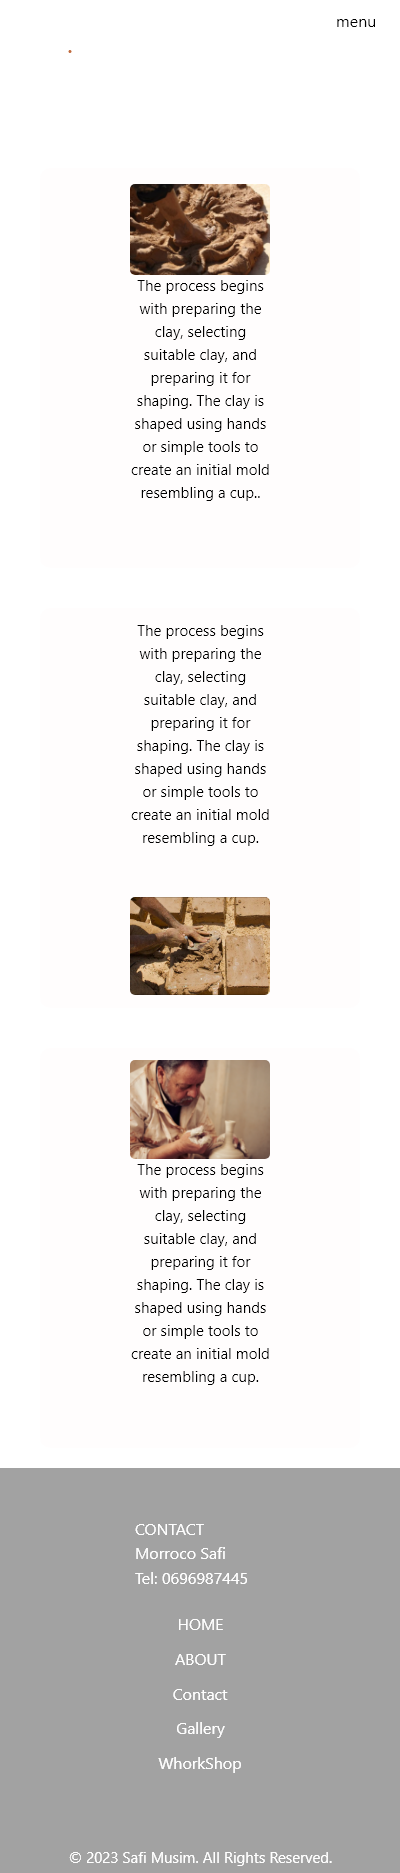 menu
The process begins
with preparing the
clay, selecting
suitable clay, and
preparing it for
shaping. The clay is
shaped using hands
or simple tools to
create an initial mold
resembling a cup..
The process begins
with preparing the
clay, selecting
suitable clay, and
preparing it for
shaping. The clay is
shaped using hands
or simple tools to
create an initial mold
resembling a cup.
The process begins
with preparing the
clay, selecting
suitable clay, and
preparing it for
shaping. The clay is
shaped using hands
or simple tools to
create an initial mold
resembling a cup.
CONTACT
Morroco Safi
Tel: 0696987445
HOME
ABOUT
Contact
Gallery
WhorkShop
© 2023 Safi Musim. All Rights Reserved.